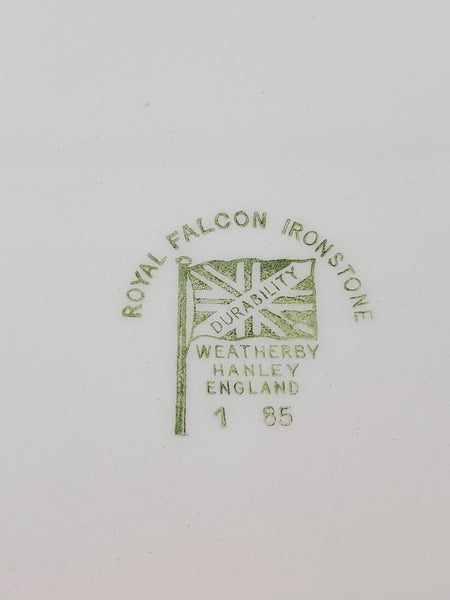 ROYAL FALCON IRONSTONE
DURABILITY
WEATHERBY
HANLEY
ENGLAND
1 85